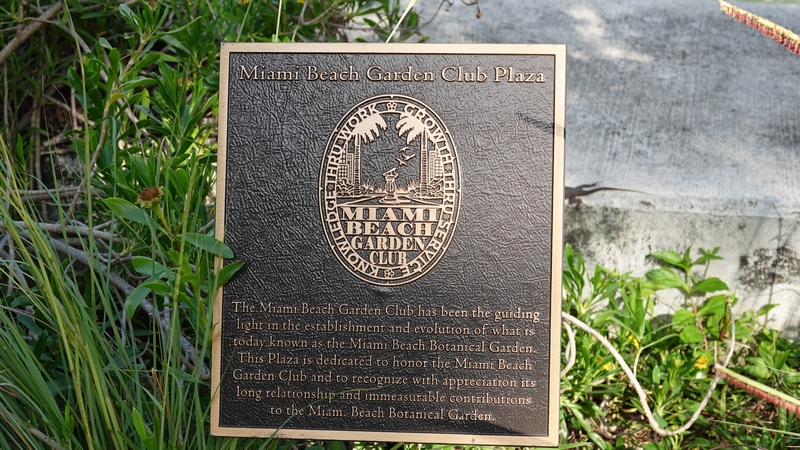 Miami Beach Garden Club Plaza
KNOWLEDGE THRU WORK GROWTH THRU SERVICE
MIAMI
BEACH
GARDEN
CLUB
The Miami Beach Garden Club has been the guiding
light in the establishment and evolution of what is
today known as the Miami Beach Botanical Garden.
This Plaza is dedicated to honor the Miami Beach
Garden Club and to recognize with appreciation its
long relationship and immeasurable contributions
to the Miami Beach Botanical Garden.